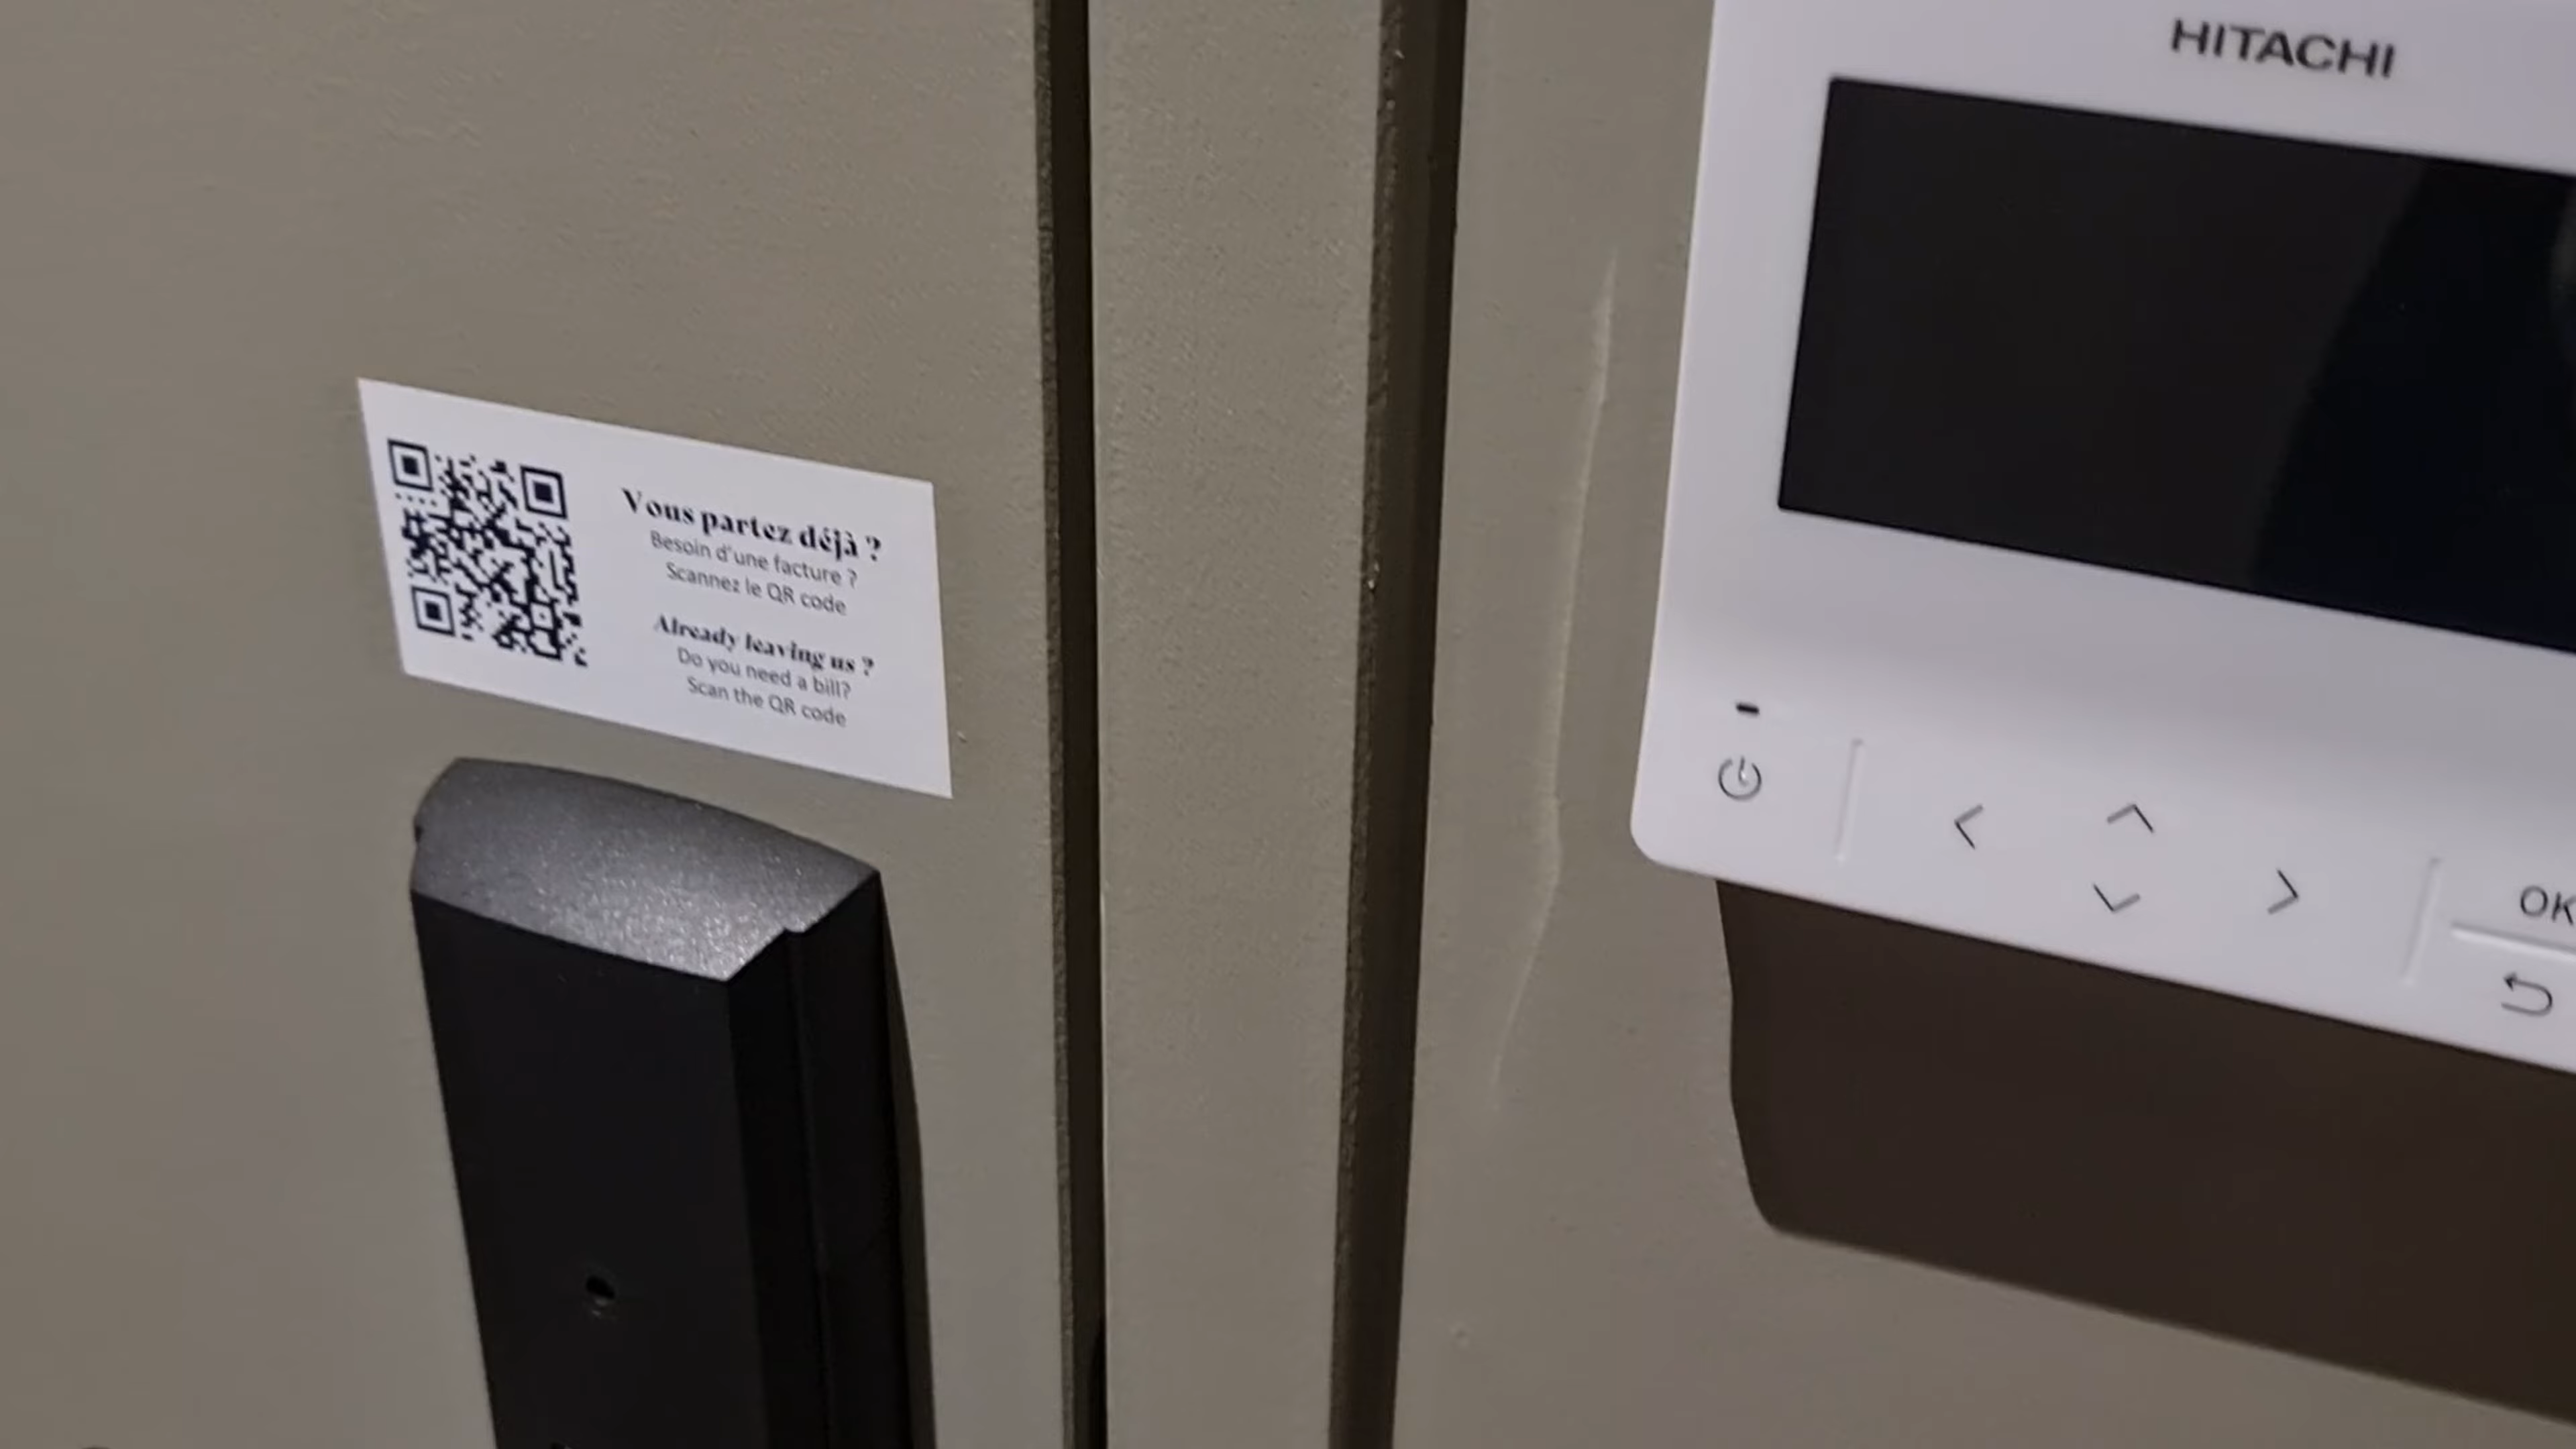 HITACHI
Vous partez déjà ?
Besoin d'une facture ?
Scannez le QR code
Already leaving us ?
Do you need a bill?
Scan the QR code
OK